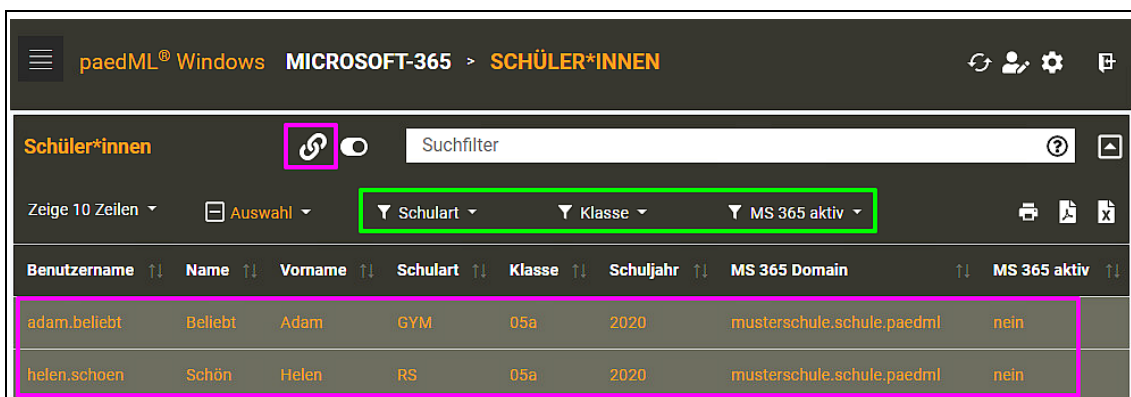 paedML® Windows MICROSOFT-365 > SCHÜLER*INNEN
Schüler*innen Suchfilter
Zeige 10 Zeilen Auswahl Schulart Klasse MS 365 aktiv
Benutzername Name Vorname Schulart Klasse Schuljahr MS 365 Domain MS 365 aktiv
adam.beliebt Beliebt Adam GYM 05a 2020 musterschule.schule.paedml nein
helen.schoen Schön Helen RS 05a 2020 musterschule.schule.paedml nein